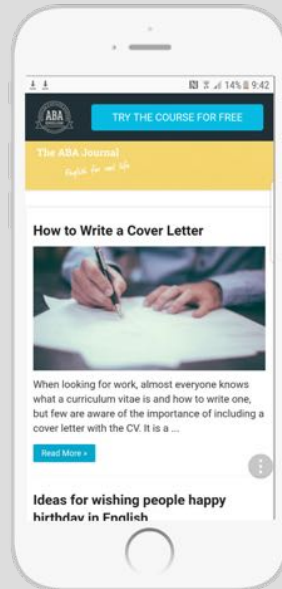 14% 9:42
ABA
ENGLISH
TRY THE COURSE FOR FREE
The ABA Journal
English for real life
How to Write a Cover Letter
When looking for work, almost everyone knows
what a curriculum vitae is and how to write one,
but few are aware of the importance of including a
cover letter with the CV. It is a ...
Read More »
Ideas for wishing people happy
birthday in English